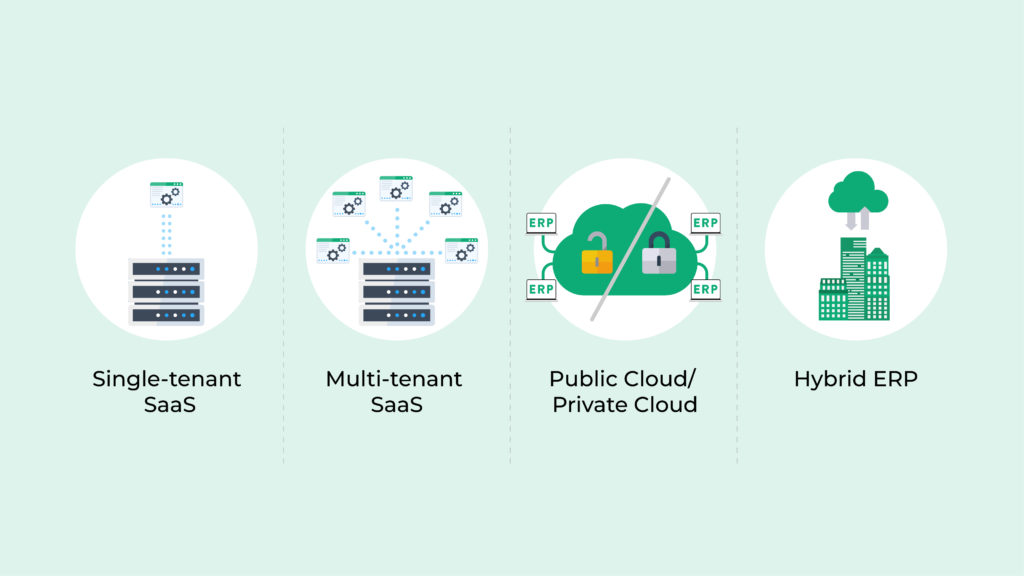 ERP
ERP
ERP
ERP
Single-tenant
SaaS
Multi-tenant
SaaS
Public Cloud/
Private Cloud
Hybrid ERP